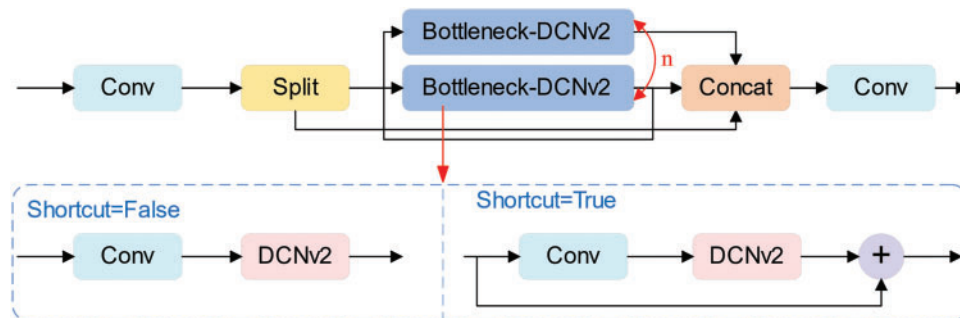 Bottleneck-DCNv2
n
Conv
Split
Bottleneck-DCNv2
Concat
Conv
Shortcut=False
Shortcut=True
Conv
DCNv2
Conv
DCNv2
+